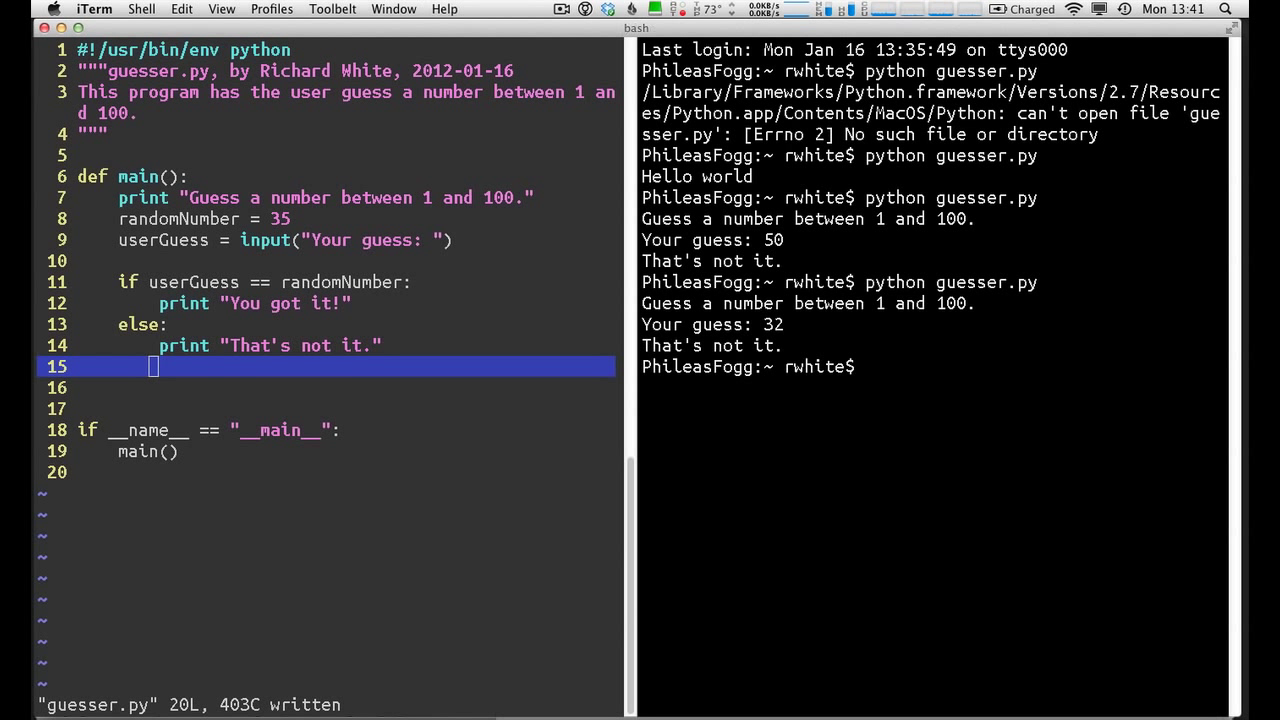 iTerm Shell Edit View Profiles Toolbelt Window Help 73° 0.0KB/s 0.0KB/s Charged Mon 13:41
bash
1 #!/usr/bin/env python
2 """guesser.py, by Richard White, 2012-01-16
3 This program has the user guess a number between 1 an
d 100.
4 """
5
6 def main():
7 print "Guess a number between 1 and 100."
8 randomNumber = 35
9 userGuess = input("Your guess: ")
10
11 if userGuess == randomNumber:
12 print "You got it!"
13 else:
14 print "That's not it."
15
16
17
18 if __name__ == "__main__":
19 main()
20
~
~
~
~
~
~
~
~
~
~
"guesser.py" 20L, 403C written
Last login: Mon Jan 16 13:35:49 on ttys000
PhileasFogg:~ rwhite$ python guesser.py
/Library/Frameworks/Python.framework/Versions/2.7/Resourc
es/Python.app/Contents/MacOS/Python: can't open file 'gue
sser.py': [Errno 2] No such file or directory
PhileasFogg:~ rwhite$ python guesser.py
Hello world
PhileasFogg:~ rwhite$ python guesser.py
Guess a number between 1 and 100.
Your guess: 50
That's not it.
PhileasFogg:~ rwhite$ python guesser.py
Guess a number between 1 and 100.
Your guess: 32
That's not it.
PhileasFogg:~ rwhite$